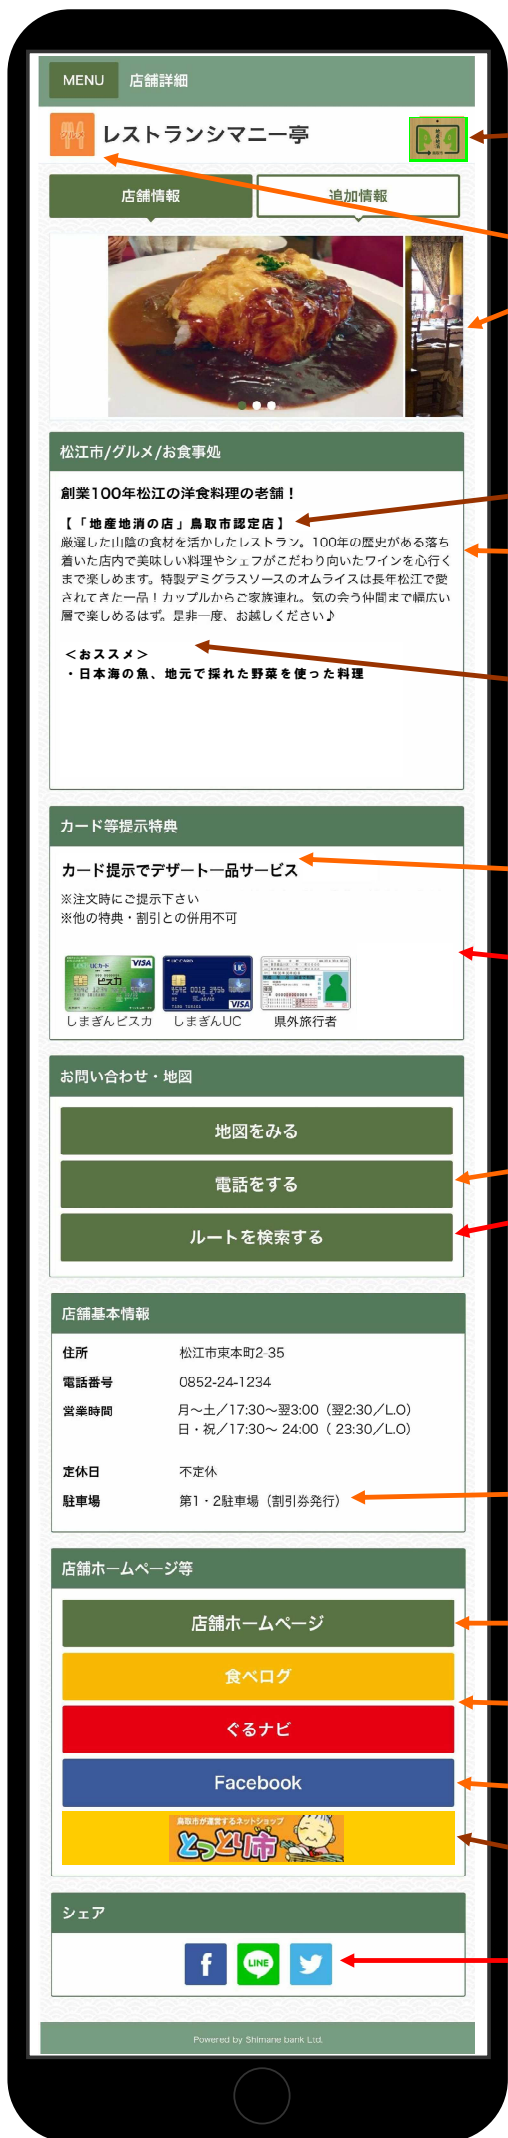 MENU 店舗詳細
グルメ レストランシマニー亭
地産地消
店舗情報 追加情報
松江市/グルメ/お食事処
創業100年松江の洋食料理の老舗！
【「地産地消の店」鳥取市認定店】
厳選した山陰の食材を活かしたレストラン。100年の歴史がある落ち
着いた店内で美味しい料理やシェフがこだわり向いたワインを心行く
まで楽しめます。特製デミグラスソースのオムライスは長年松江で愛
されてきた一品！カップルからご家族連れ。気の会う仲間まで幅広い
層で楽しめるはず。是非一度、お越しください♪
＜おススメ＞
・日本海の魚、地元で採れた野菜を使った料理
カード等提示特典
カード提示でデザート一品サービス
※注文時にご提示下さい
※他の特典・割引との併用不可
UCカード VISA
ピスカ
UC CARD
UC
VISA
しまぎんピスカ しまぎんUC 県外旅行者
お問い合わせ・地図
地図をみる
電話をする
ルートを検索する
店舗基本情報
住所 松江市東本町2-35
電話番号 0852-24-1234
営業時間 月〜土／17:30〜翌3:00（翌2:30／L.O）
日・祝／17:30〜 24:00（ 23:30／L.O）
定休日 不定休
駐車場 第1・2駐車場（割引券発行）
店舗ホームページ等
店舗ホームページ
食べログ
ぐるナビ
Facebook
鳥取市が運営するネットショップ
とっとり市
シェア
f LINE
Powered by Shimane bank Ltd.